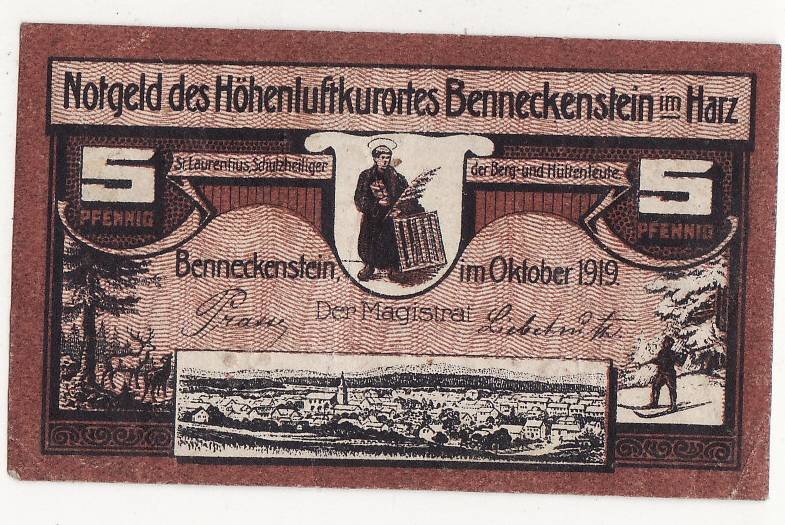 Notgeld des Höhenluftkurortes Benneckenstein im Harz
5 PFENNIG
St. Laurentius, Schutzheiliger
der Berg- und Hüttenleute.
5 PFENNIG
Benneckenstein, im Oktober 1919.
Der Magistrat